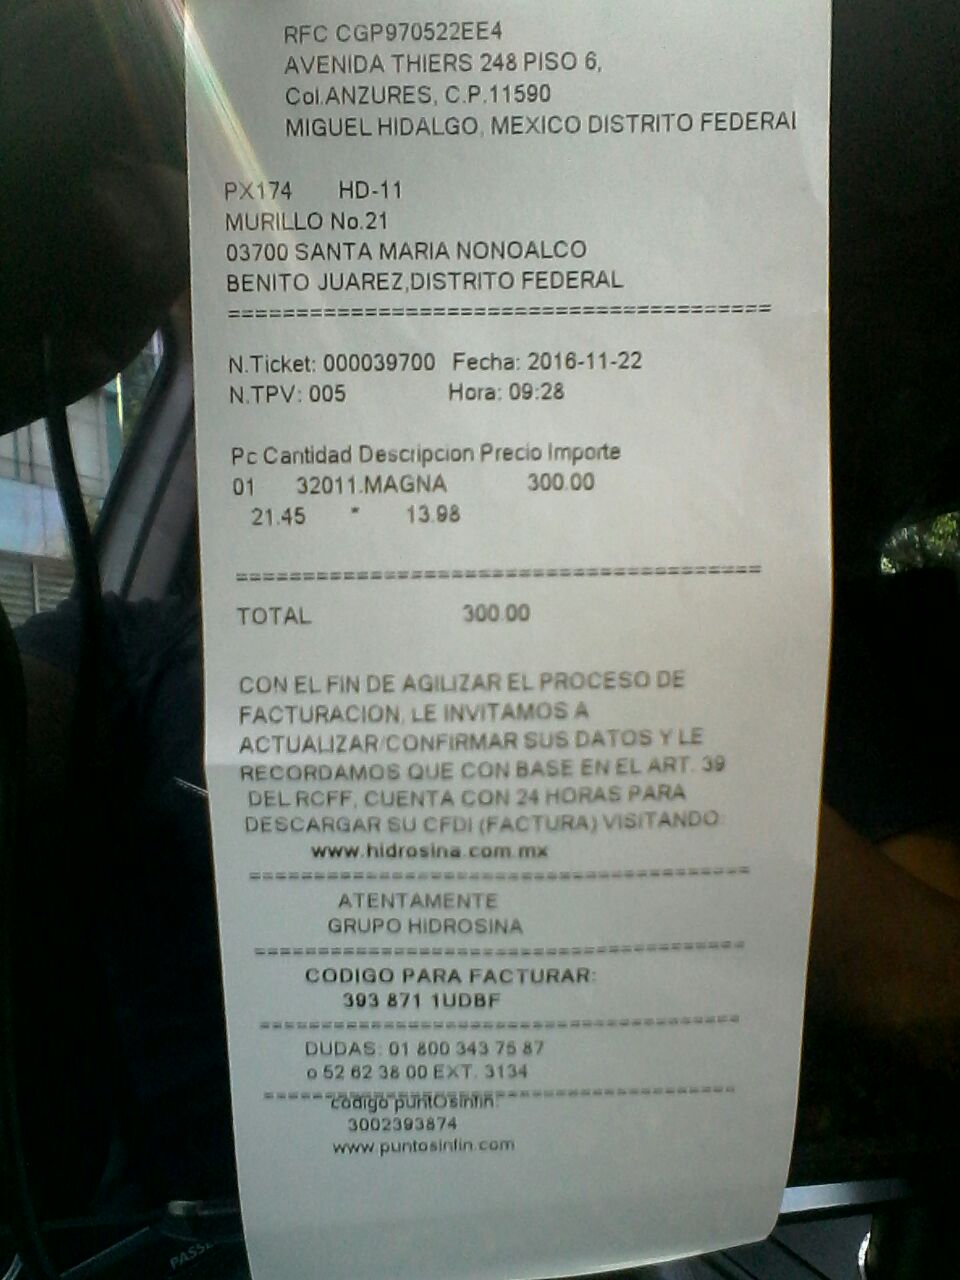 RFC CGP970522EE4
AVENIDA THIERS 248 PISO 6,
Col.ANZURES, C.P.11590
MIGUEL HIDALGO, MEXICO DISTRITO FEDERAl
PX174 HD-11
MURILLO No.21
03700 SANTA MARIA NONOALCO
BENITO JUAREZ,DISTRITO FEDERAL
========================================
N.Ticket: 000039700 Fecha: 2016-11-22
N.TPV: 005 Hora: 09:28
Pc Cantidad Descripcion Precio Importe
01 32011.MAGNA 300.00
21.45 * 13.98
========================================
TOTAL 300.00
CON EL FIN DE AGILIZAR EL PROCESO DE
FACTURACION, LE INVITAMOS A
ACTUALIZAR/CONFIRMAR SUS DATOS Y LE
RECORDAMOS QUE CON BASE EN EL ART. 39
DEL RCFF, CUENTA CON 24 HORAS PARA
DESCARGAR SU CFDI (FACTURA) VISITANDO:
www.hidrosina.com.mx
========================================
ATENTAMENTE
GRUPO HIDROSINA
========================================
CODIGO PARA FACTURAR:
393 871 1UDBF
========================================
DUDAS: 01 800 343 75 87
o 52 62 38 00 EXT. 3134
========================================
codigo puntOsinfin:
3002393874
www.puntosinfin.com